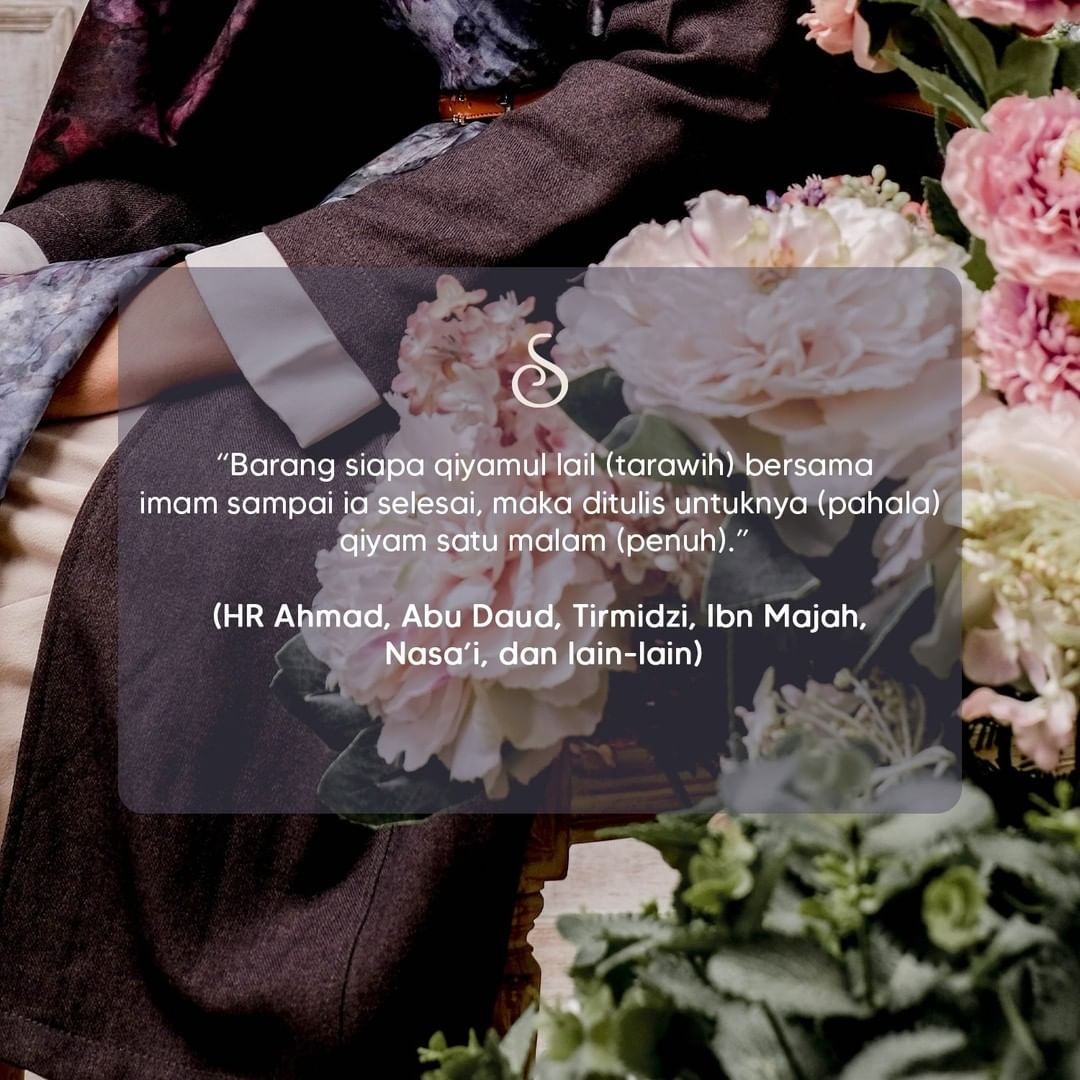 S
“Barang siapa qiyamul lail (tarawih) bersama
imam sampai ia selesai, maka ditulis untuknya (pahala)
qiyam satu malam (penuh).”
(HR Ahmad, Abu Daud, Tirmidzi, Ibn Majah,
Nasa’i, dan lain-lain)